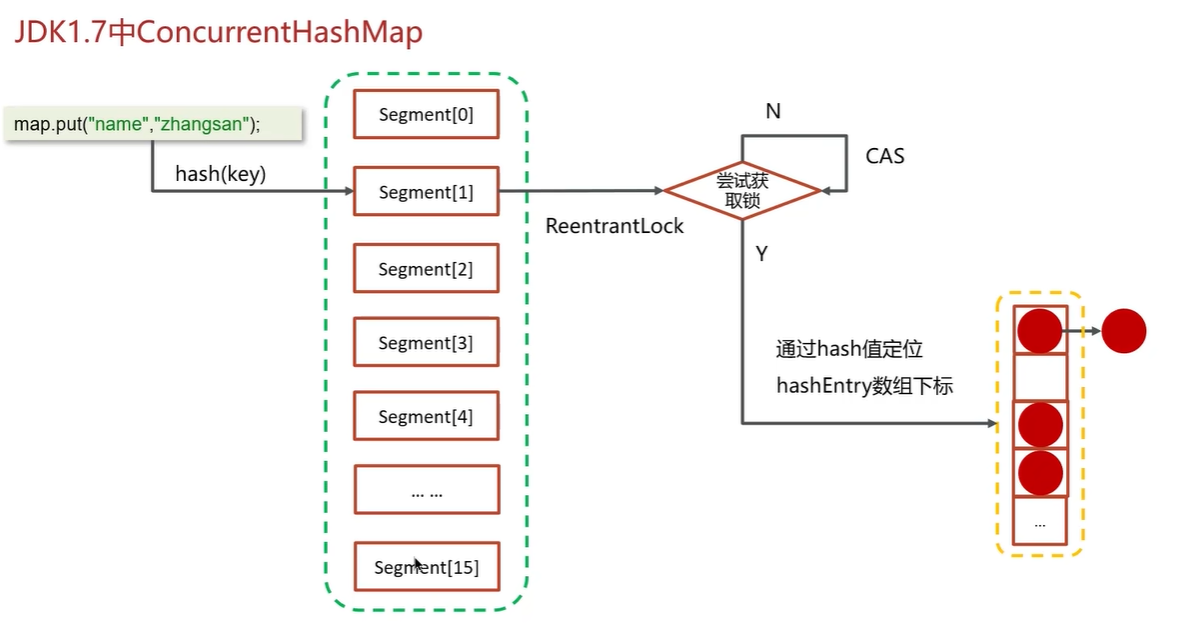 JDK1.7中ConcurrentHashMap
map.put("name","zhangsan");
hash(key)
Segment[0]
Segment[1]
Segment[2]
Segment[3]
Segment[4]
... ...
Segment[15]
ReentrantLock
尝试获
取锁
N
CAS
Y
通过hash值定位
hashEntry数组下标
...